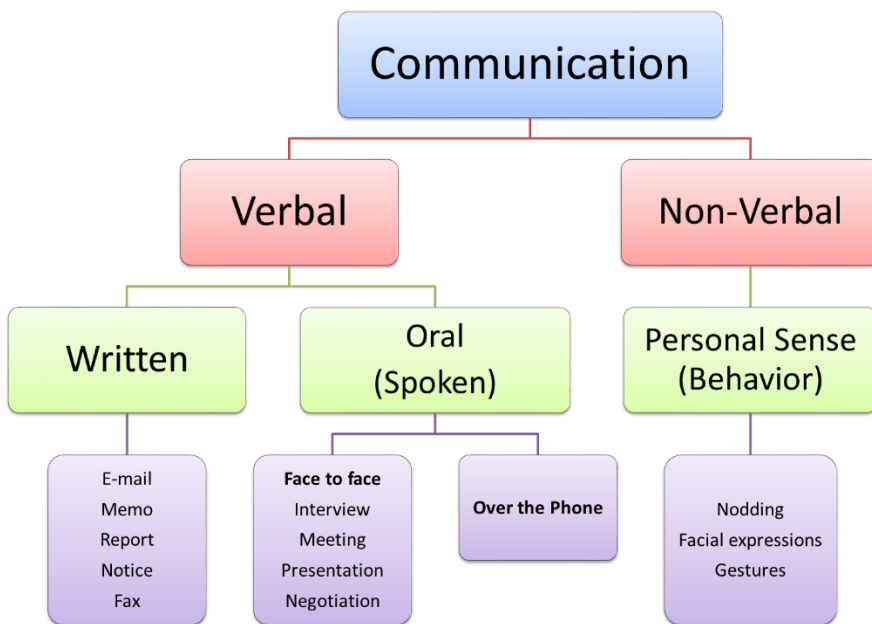 Communication
Verbal
Non-Verbal
Written
Oral
(Spoken)
Personal Sense
(Behavior)
E-mail
Memo
Report
Notice
Fax
Face to face
Interview
Meeting
Presentation
Negotiation
Over the Phone
Nodding
Facial expressions
Gestures